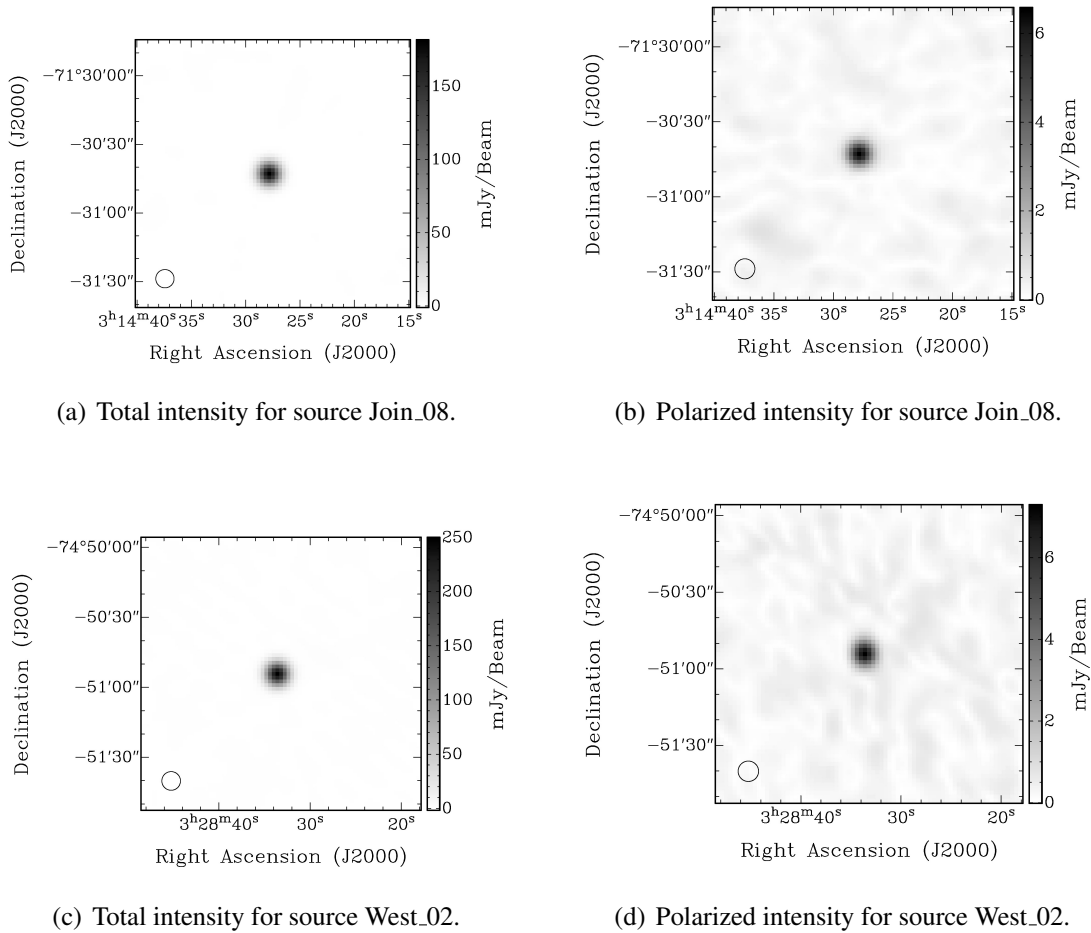 −71°30′00″
−30′30″
−31′00″
−31′30″
3ʰ14ᵐ40ˢ 35ˢ 30ˢ 25ˢ 20ˢ 15ˢ
Right Ascension (J2000)
Declination (J2000)
150
100
50
0
mJy/Beam
−71°30′00″
−30′30″
−31′00″
−31′30″
3ʰ14ᵐ40ˢ 35ˢ 30ˢ 25ˢ 20ˢ 15ˢ
Right Ascension (J2000)
Declination (J2000)
6
4
2
0
mJy/Beam
(a) Total intensity for source Join_08.
(b) Polarized intensity for source Join_08.
−74°50′00″
−50′30″
−51′00″
−51′30″
3ʰ28ᵐ40ˢ 30ˢ 20ˢ
Right Ascension (J2000)
Declination (J2000)
250
200
150
100
50
0
mJy/Beam
−74°50′00″
−50′30″
−51′00″
−51′30″
3ʰ28ᵐ40ˢ 30ˢ 20ˢ
Right Ascension (J2000)
Declination (J2000)
6
4
2
0
mJy/Beam
(c) Total intensity for source West_02.
(d) Polarized intensity for source West_02.